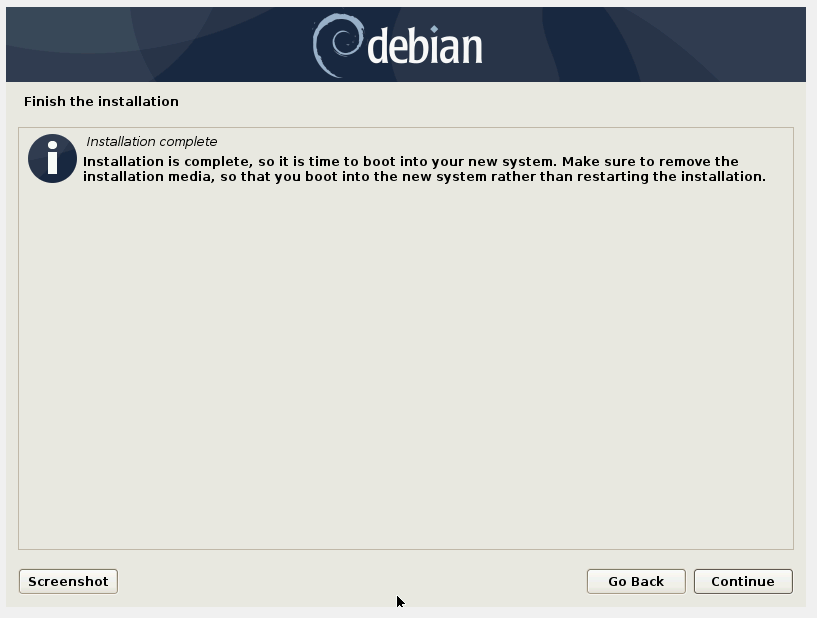 debian
Finish the installation
Installation complete
Installation is complete, so it is time to boot into your new system. Make sure to remove the
installation media, so that you boot into the new system rather than restarting the installation.
Screenshot
Go Back
Continue